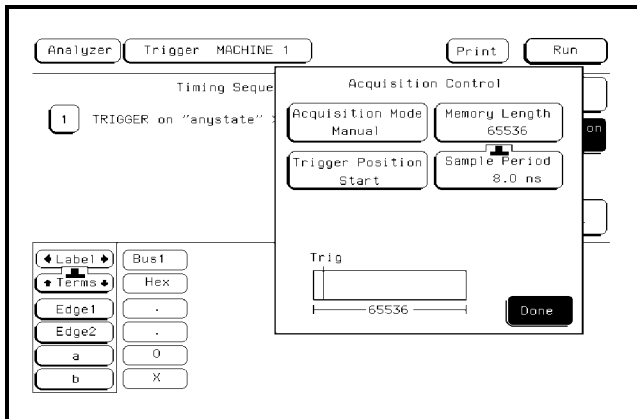 Analyzer Trigger MACHINE 1 Print Run
Timing Seque
1 TRIGGER on "anystate"
on
Acquisition Control
Acquisition Mode
Manual
Memory Length
65536
Trigger Position
Start
Sample Period
8.0 ns
Trig
65536
Done
Label
Bus1
Terms
Hex
Edge1 .
Edge2 .
a 0
b X